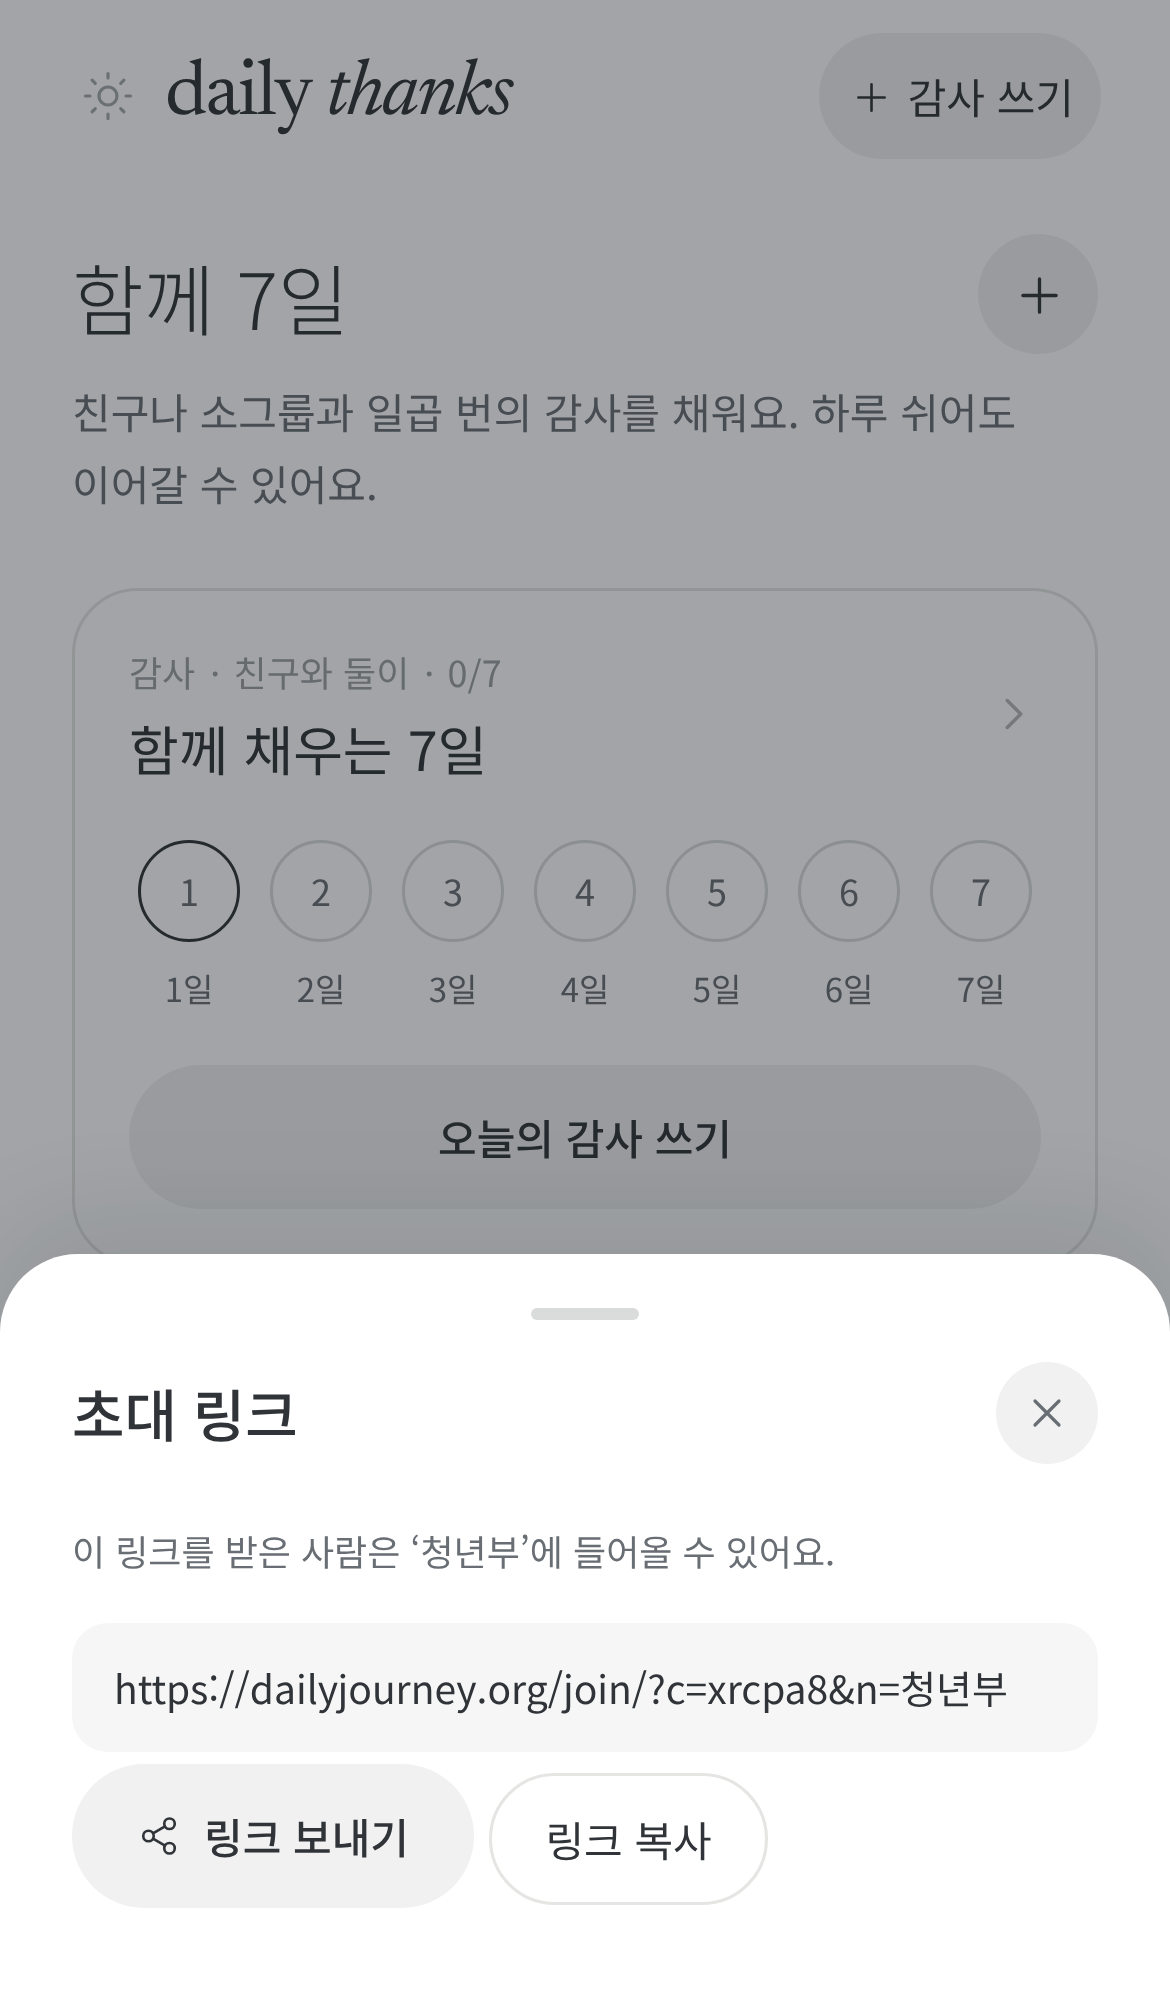 daily thanks
+ 감사 쓰기
함께 7일
+
친구나 소그룹과 일곱 번의 감사를 채워요. 하루 쉬어도
이어갈 수 있어요.
감사 · 친구와 둘이 · 0/7
함께 채우는 7일
1 2 3 4 5 6 7
1일 2일 3일 4일 5일 6일 7일
오늘의 감사 쓰기
초대 링크
이 링크를 받은 사람은 ‘청년부’에 들어올 수 있어요.
https://dailyjourney.org/join/?c=xrcpa8&n=청년부
링크 보내기
링크 복사